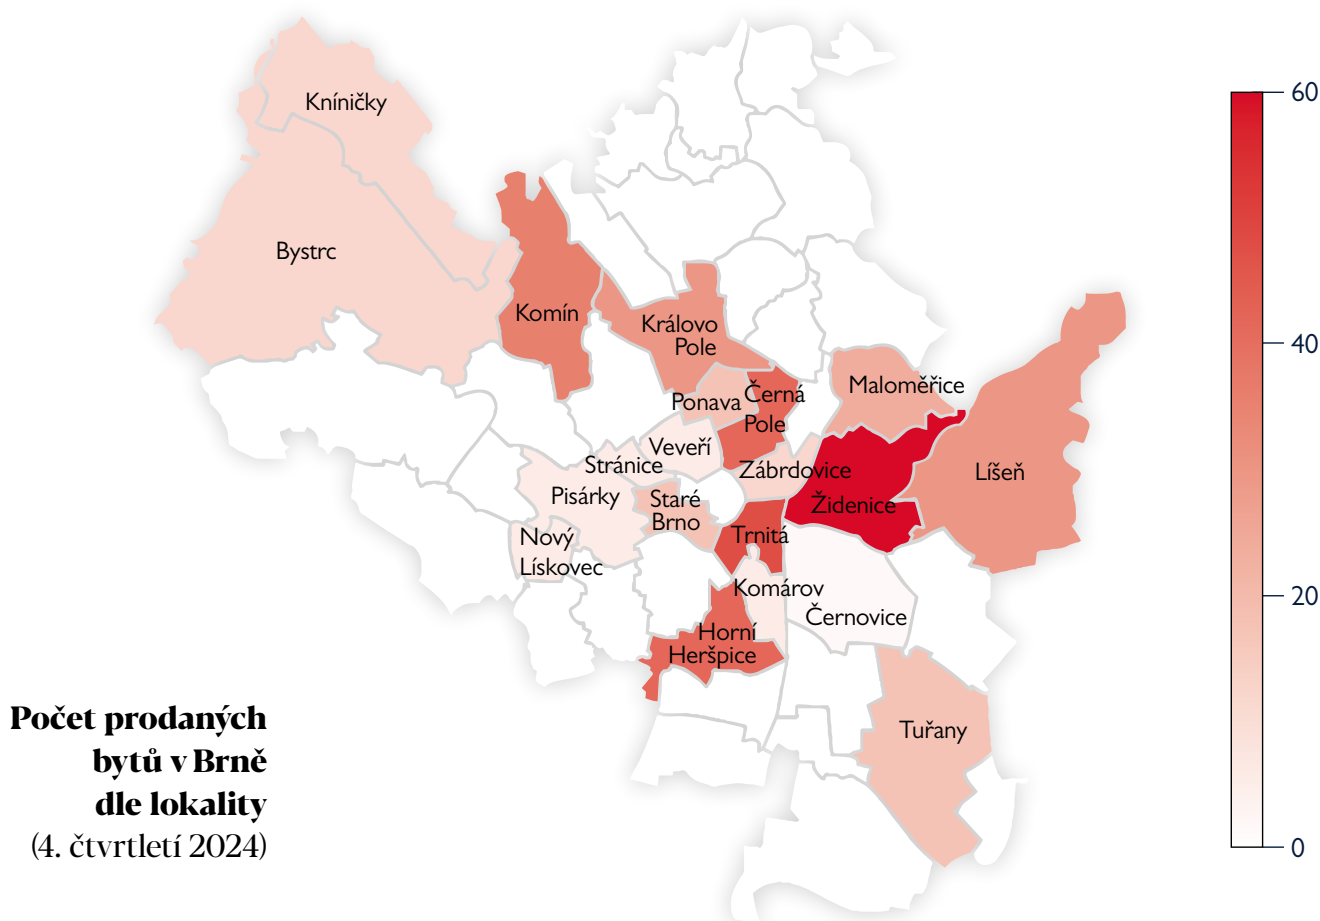 Kníničky
Bystrc
Komín
Královo
Pole
Ponava
Černá
Pole
Maloměřice
Veveří
Stránice
Zábrdovice
Líšeň
Pisárky
Staré
Brno
Židenice
Trnitá
Nový
Lískovec
Komárov
Černovice
Horní
Heršpice
Tuřany
Počet prodaných
bytů v Brně
dle lokality
(4. čtvrtletí 2024)
60
40
20
0